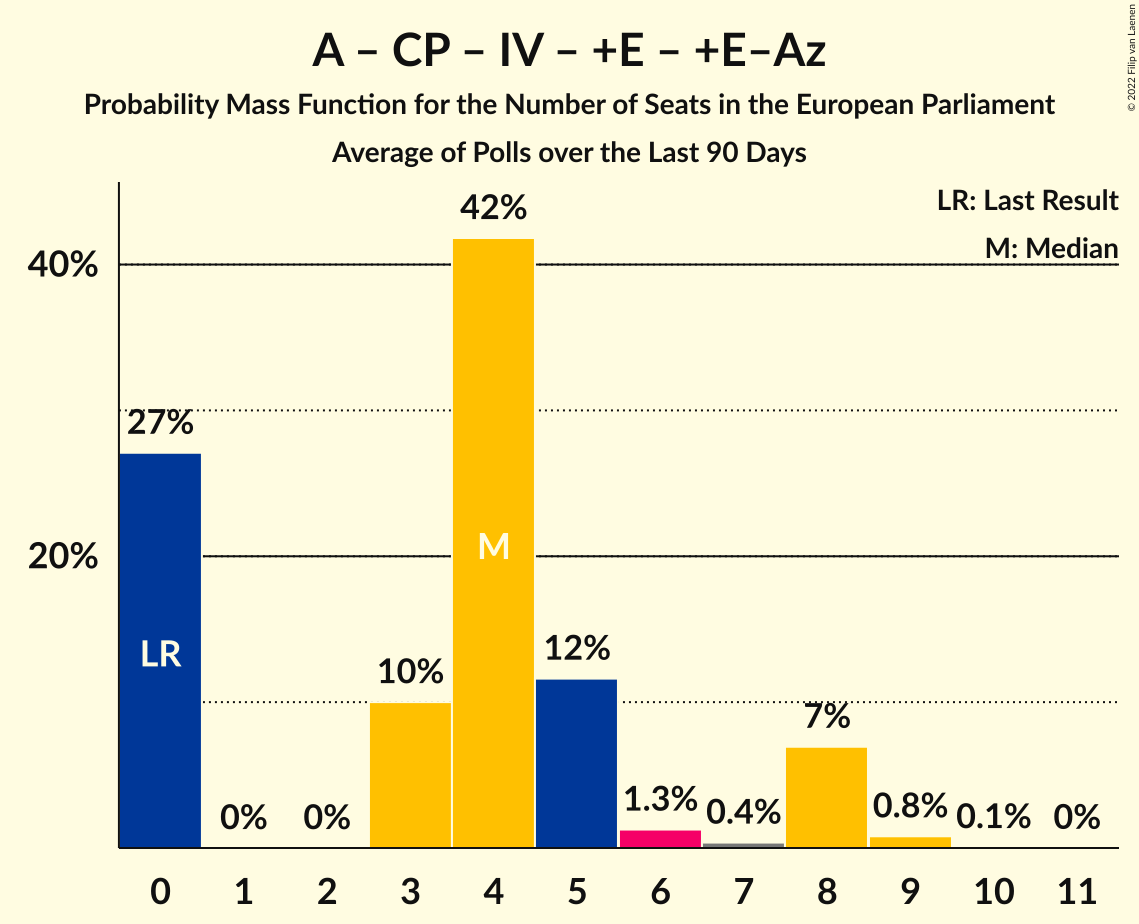 A – CP – IV – +E – +E–Az
Probability Mass Function for the Number of Seats in the European Parliament
Average of Polls over the Last 90 Days
© 2022 Filip van Laenen
LR: Last Result
M: Median
40%
20%
27%
0%
0%
10%
42%
12%
1.3%
0.4%
7%
0.8%
0.1%
0%
LR
M
0 1 2 3 4 5 6 7 8 9 10 11